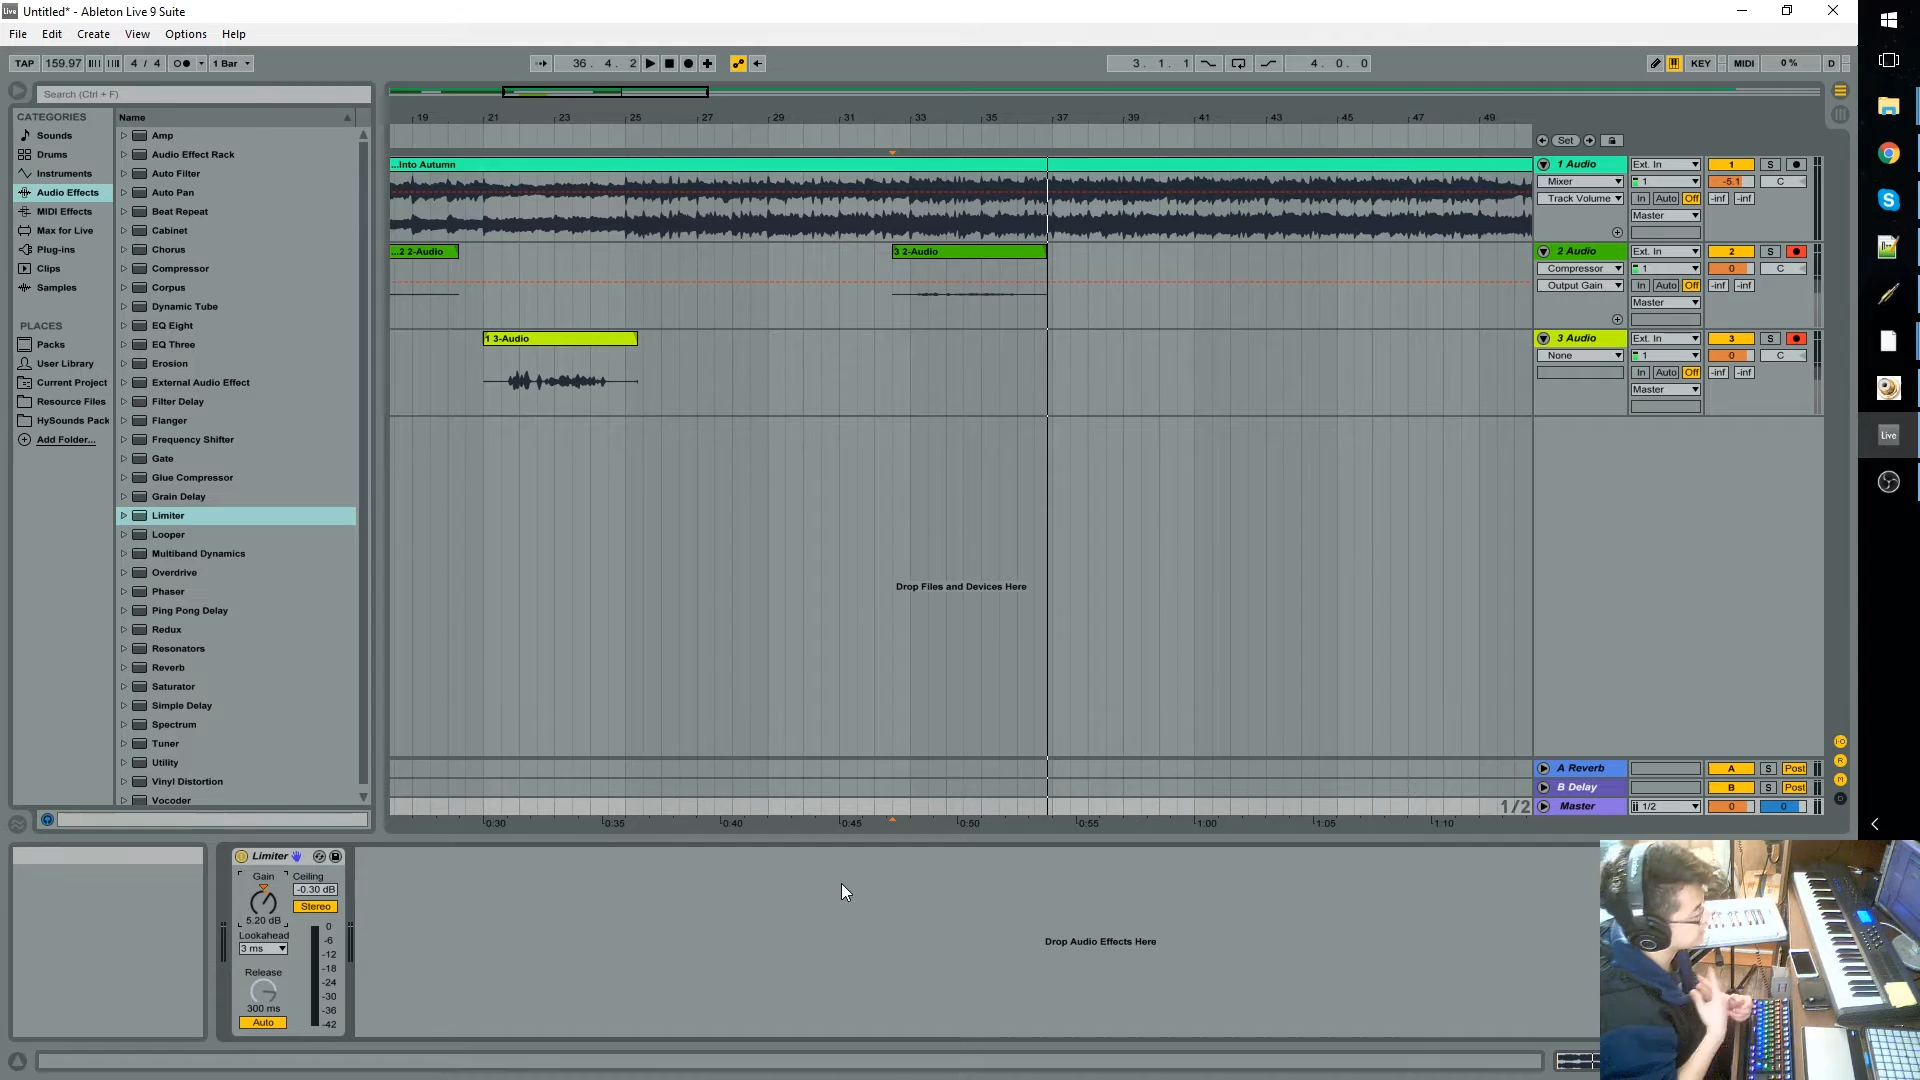 Live Untitled* - Ableton Live 9 Suite
File Edit Create View Options Help
TAP 159.97 4 / 4 1 Bar 36. 4. 2 3. 1. 1 4. 0. 0 KEY MIDI 0 % D
Search (Ctrl + F)
CATEGORIES
Sounds
Drums
Instruments
Audio Effects
MIDI Effects
Max for Live
Plug-ins
Clips
Samples
PLACES
Packs
User Library
Current Project
Resource Files
HySounds Pack
Add Folder...
Name
Amp
Audio Effect Rack
Auto Filter
Auto Pan
Beat Repeat
Cabinet
Chorus
Compressor
Corpus
Dynamic Tube
EQ Eight
EQ Three
Erosion
External Audio Effect
Filter Delay
Flanger
Frequency Shifter
Gate
Glue Compressor
Grain Delay
Limiter
Looper
Multiband Dynamics
Overdrive
Phaser
Ping Pong Delay
Redux
Resonators
Reverb
Saturator
Simple Delay
Spectrum
Tuner
Utility
Vinyl Distortion
Vocoder
19 21 23 25 27 29 31 33 35 37 39 41 43 45 47 49
Set
...Into Autumn
...2 2-Audio
3 2-Audio
1 3-Audio
Drop Files and Devices Here
1/2
0:30 0:35 0:40 0:45 0:50 0:55 1:00 1:05 1:10
1 Audio Ext. In 1 S
Mixer 1 -5.1 C
Track Volume In Auto Off -inf -inf
Master
2 Audio Ext. In 2 S
Compressor 1 0 C
Output Gain In Auto Off -inf -inf
Master
3 Audio Ext. In 3 S
None 1 0 C
In Auto Off -inf -inf
Master
A Reverb A S Post
B Delay B S Post
Master 1/2 0 0
I·O
R
M
D
S
Live
Limiter
Gain
5.20 dB
Ceiling
-0.30 dB
Stereo
Lookahead
3 ms
Release
300 ms
Auto
0
-6
-12
-18
-24
-30
-36
-42
Drop Audio Effects Here